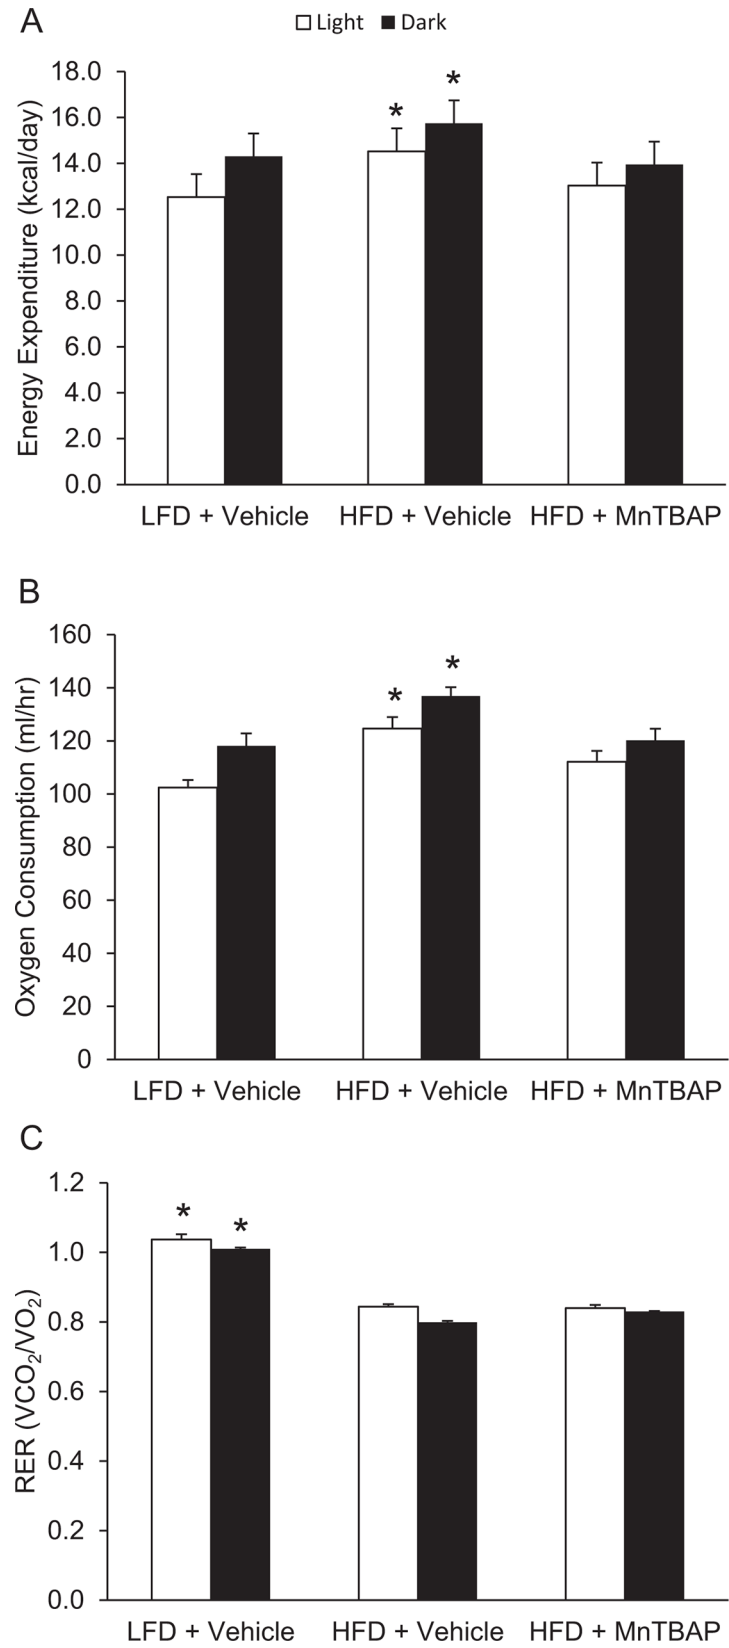 A
Light Dark
Energy Expenditure (kcal/day)
18.0
16.0
14.0
12.0
10.0
8.0
6.0
4.0
2.0
0.0
* *
LFD + Vehicle HFD + Vehicle HFD + MnTBAP
B
Oxygen Consumption (ml/hr)
160
140
120
100
80
60
40
20
0
* *
LFD + Vehicle HFD + Vehicle HFD + MnTBAP
C
RER (VCO₂/VO₂)
1.2
1.0
0.8
0.6
0.4
0.2
0.0
* *
LFD + Vehicle HFD + Vehicle HFD + MnTBAP